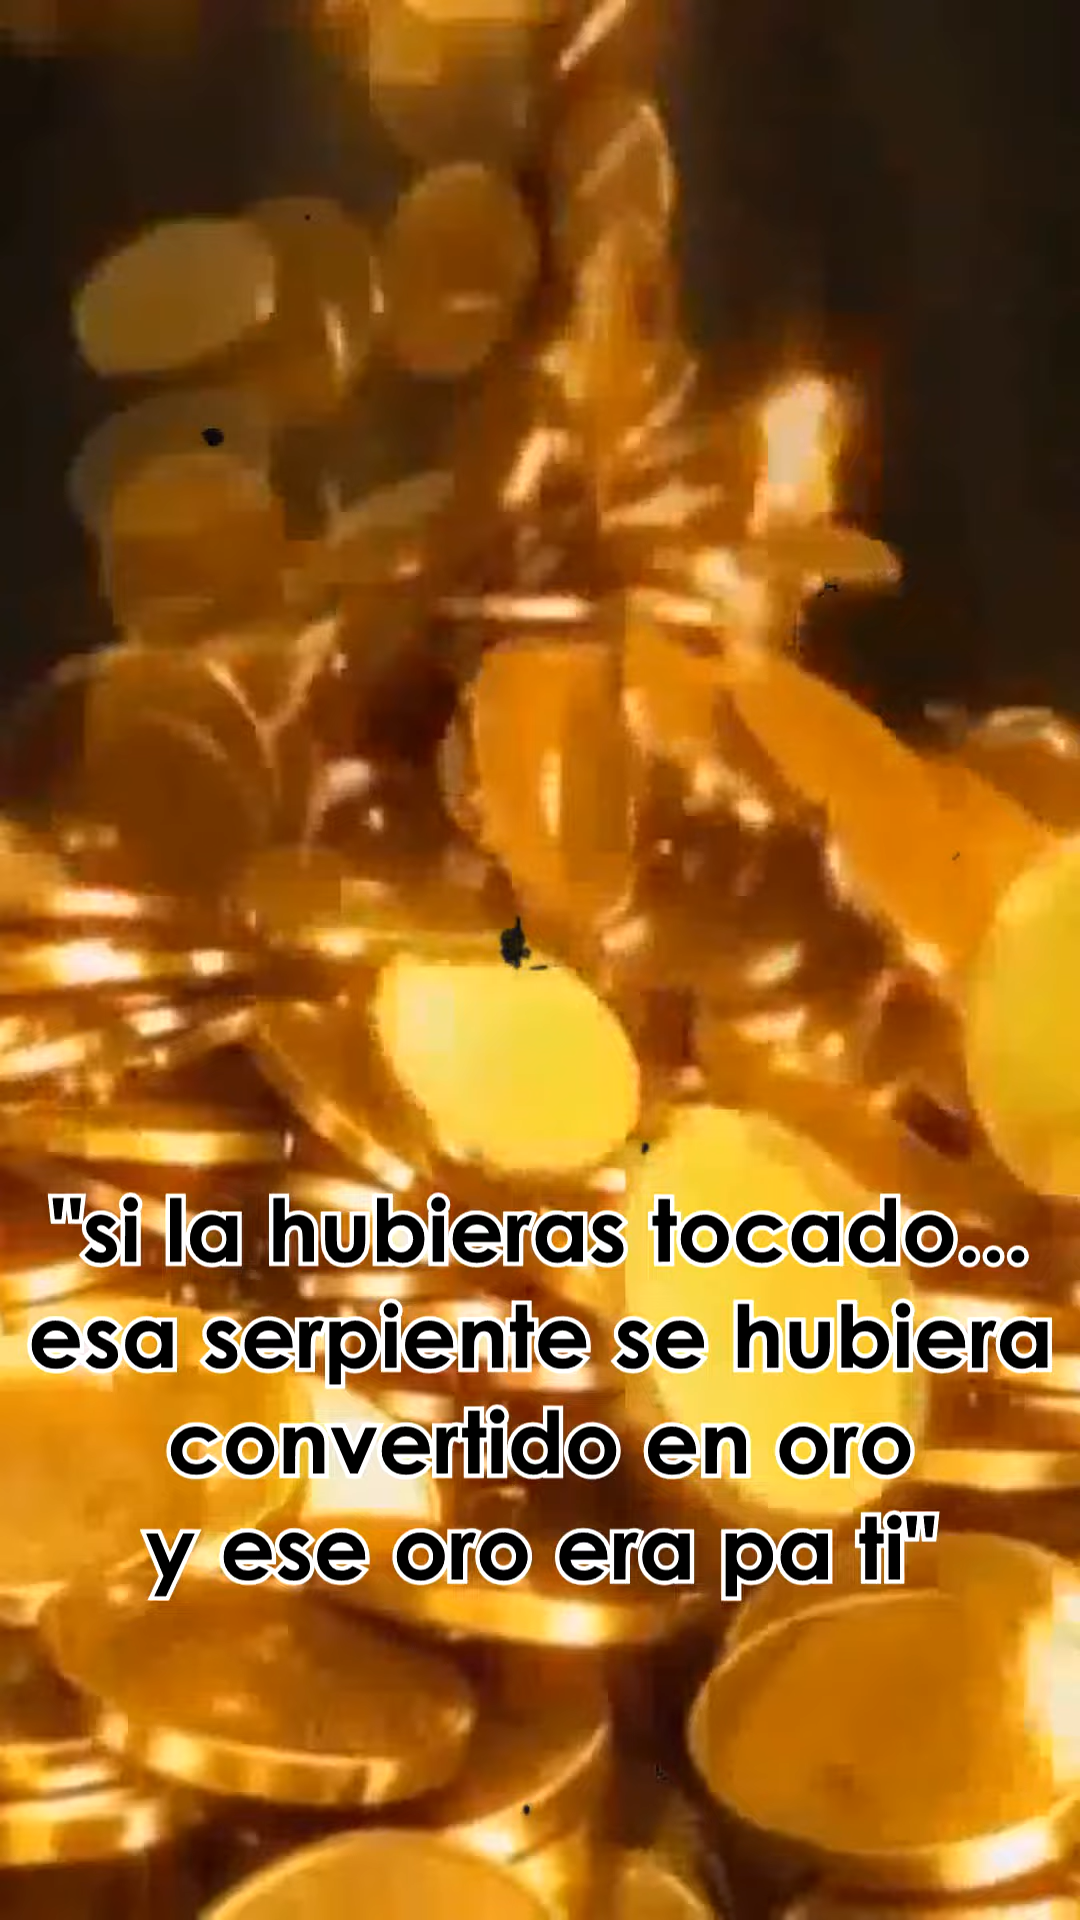 "si la hubieras tocado...
esa serpiente se hubiera
convertido en oro
y ese oro era pa ti"